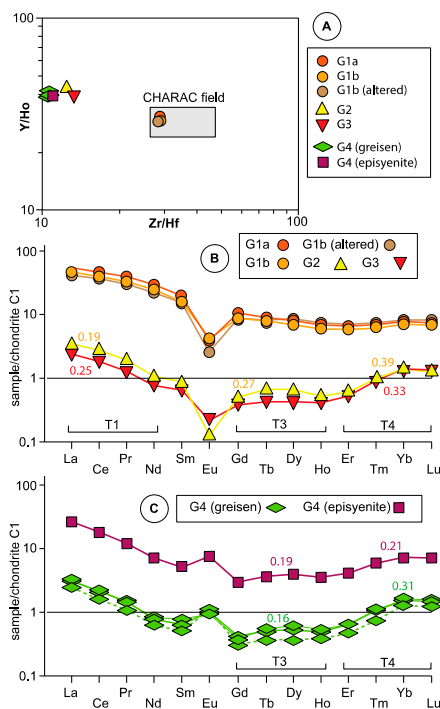 A
100
Y/Ho
CHARAC field
10
10
Zr/Hf
100
G1a
G1b
G1b (altered)
G2
G3
G4 (greisen)
G4 (episyenite)
B
G1a G1b (altered)
G1b G2 G3
sample/chondrite C1
100
10
1
0.1
0.19
0.25
0.27
0.39
0.33
T1 T3 T4
La Ce Pr Nd Sm Eu Gd Tb Dy Ho Er Tm Yb Lu
C
G4 (greisen) G4 (episyenite)
sample/chondrite C1
100
10
1
0.1
0.19
0.21
0.16
0.31
T3 T4
La Ce Pr Nd Sm Eu Gd Tb Dy Ho Er Tm Yb Lu